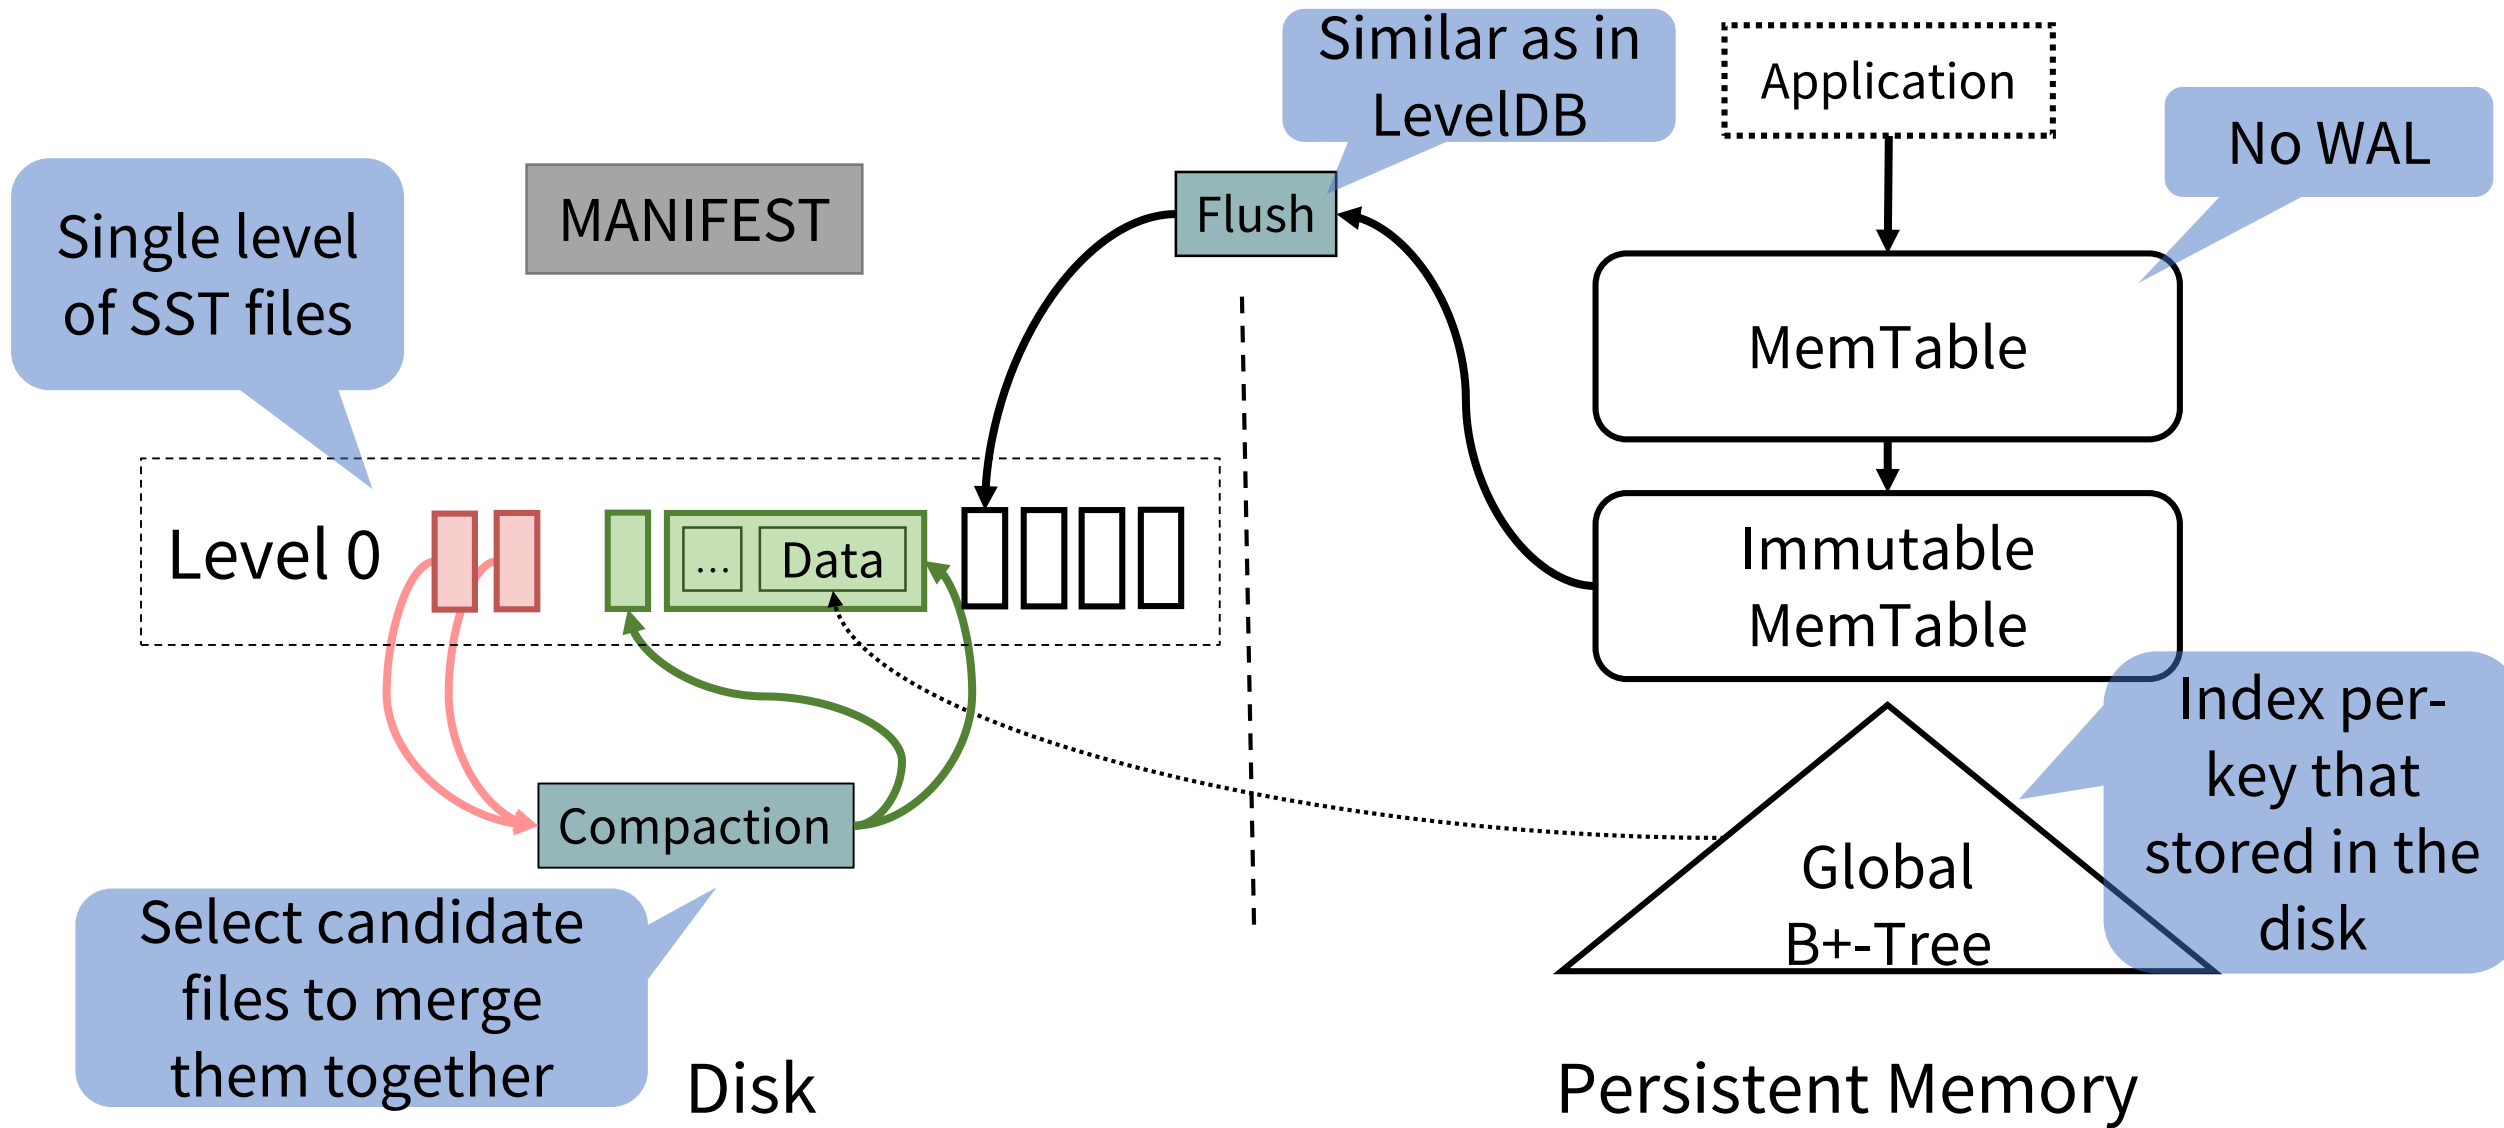 Similar as in
LevelDB
Application
No WAL
MANIFEST
Flush
Single level
of SST files
MemTable
Level 0
...
Data
Immutable
MemTable
Index per-
key that
stored in the
disk
Compaction
Global
B+-Tree
Select candidate
files to merge
them together
Disk
Persistent Memory